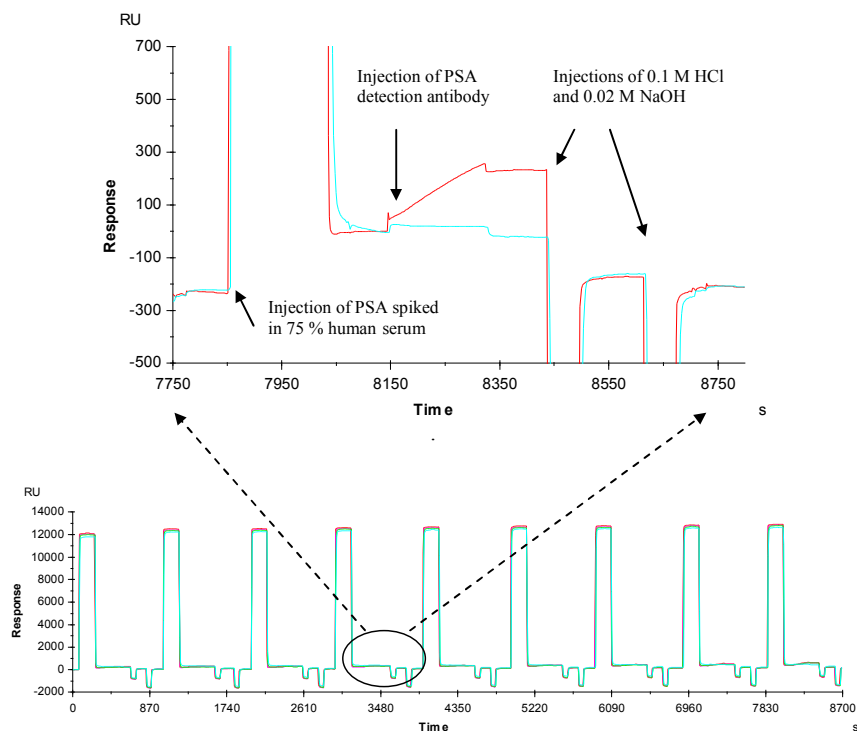 RU
700
500
300
100
-100
-300
-500
Response
Injection of PSA
detection antibody
Injections of 0.1 M HCl
and 0.02 M NaOH
Injection of PSA spiked
in 75 % human serum
7750 7950 8150 8350 8550 8750
Time s
RU
14000
12000
10000
8000
6000
4000
2000
0
-2000
Response
0 870 1740 2610 3480 4350 5220 6090 6960 7830 8700
Time s